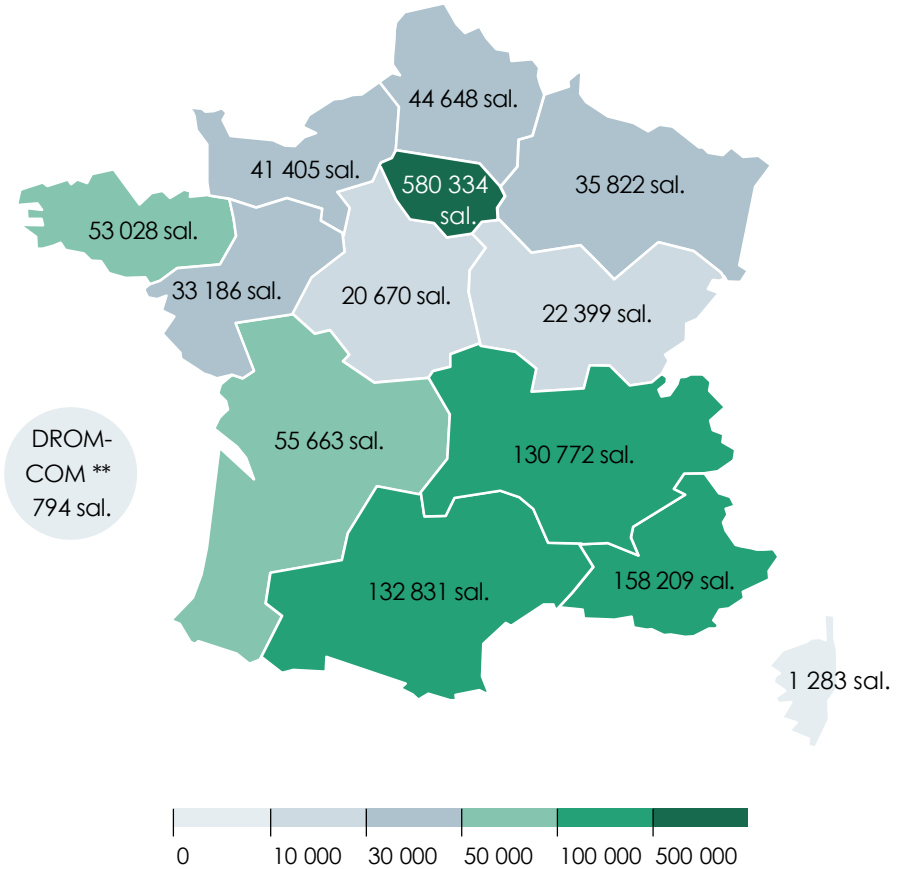 44 648 sal.
41 405 sal.
580 334
sal.
35 822 sal.
53 028 sal.
33 186 sal.
20 670 sal.
22 399 sal.
55 663 sal.
130 772 sal.
DROM-
COM **
794 sal.
132 831 sal.
158 209 sal.
1 283 sal.
0 10 000 30 000 50 000 100 000 500 000